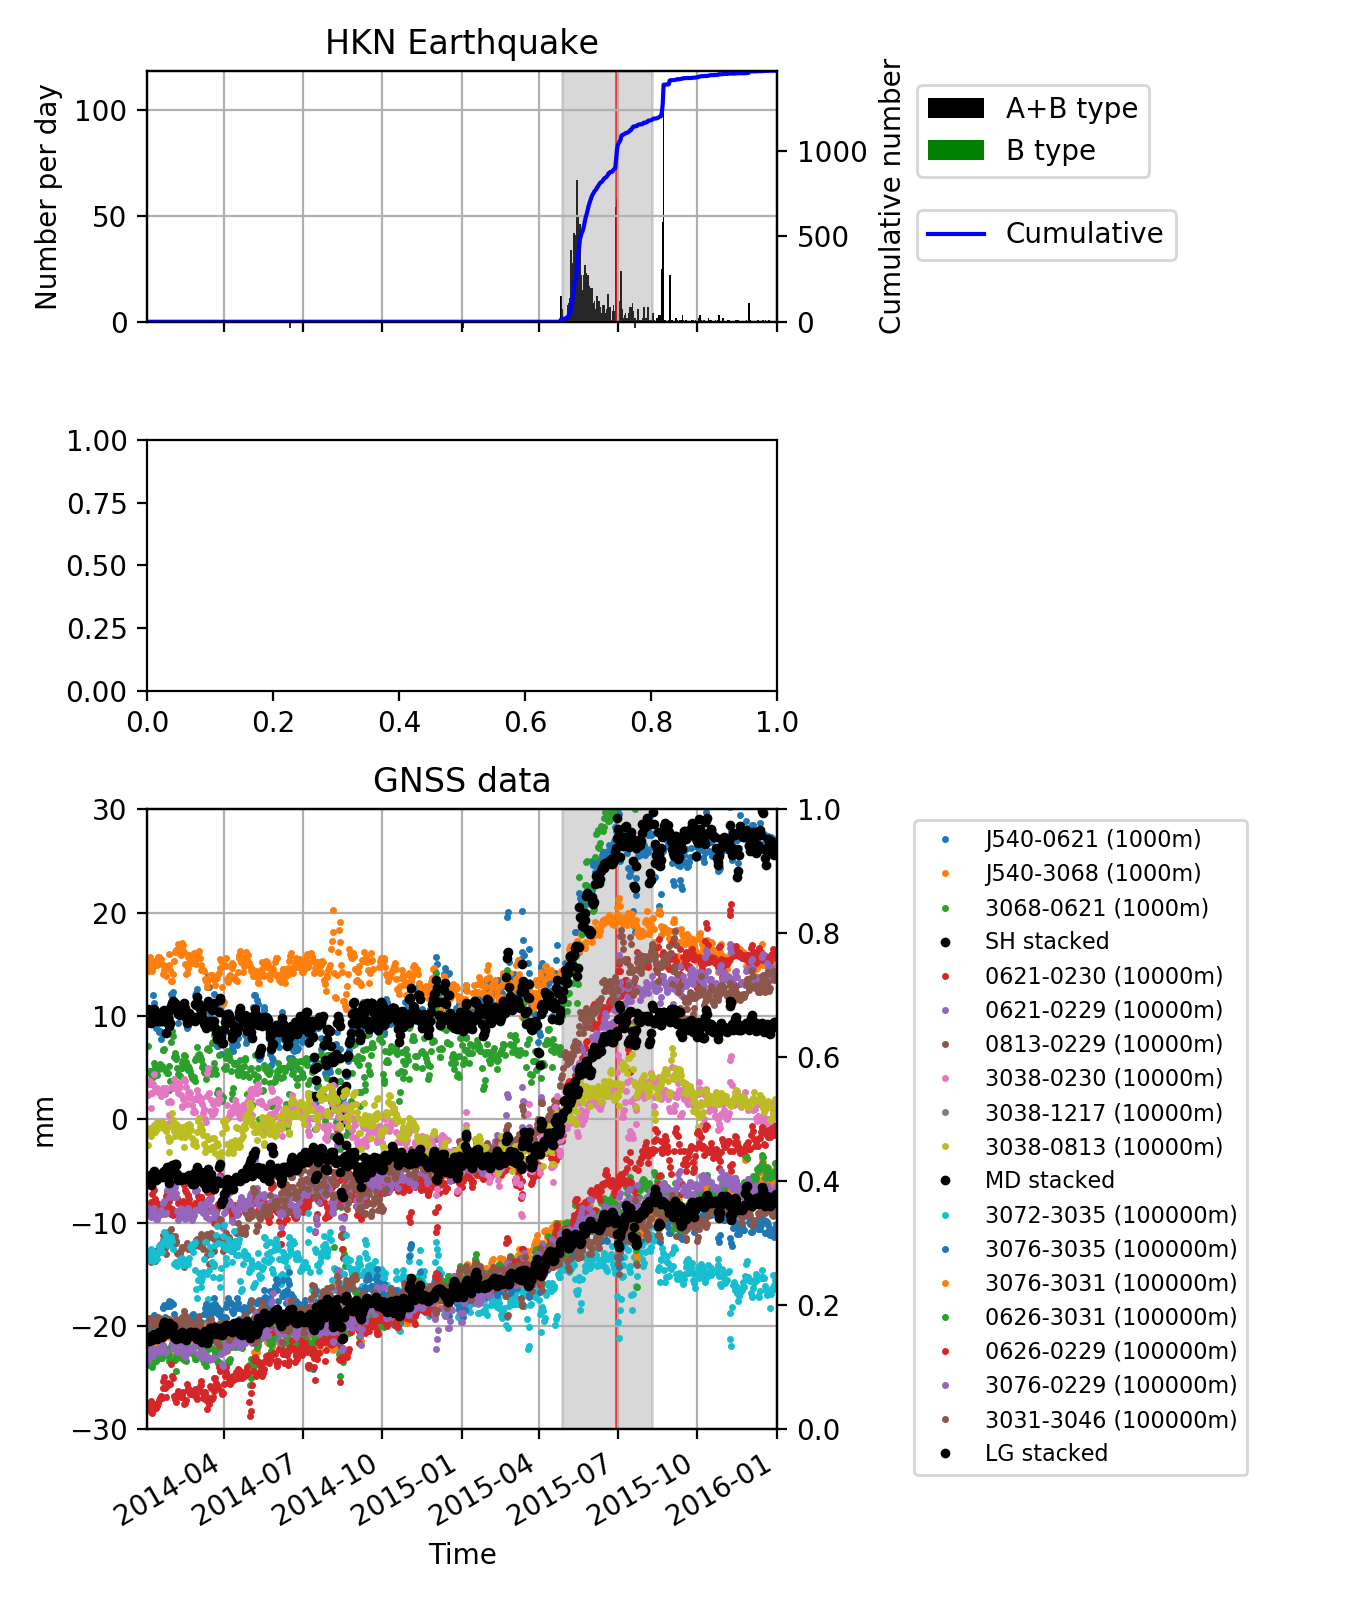 HKN Earthquake
Number per day
100
50
0
1000
500
0
Cumulative number
A+B type
B type
Cumulative
1.00
0.75
0.50
0.25
0.00
0.0 0.2 0.4 0.6 0.8 1.0
GNSS data
mm
30
20
10
0
−10
−20
−30
1.0
0.8
0.6
0.4
0.2
0.0
2014-04 2014-07 2014-10 2015-01 2015-04 2015-07 2015-10 2016-01
Time
J540-0621 (1000m)
J540-3068 (1000m)
3068-0621 (1000m)
SH stacked
0621-0230 (10000m)
0621-0229 (10000m)
0813-0229 (10000m)
3038-0230 (10000m)
3038-1217 (10000m)
3038-0813 (10000m)
MD stacked
3072-3035 (100000m)
3076-3035 (100000m)
3076-3031 (100000m)
0626-3031 (100000m)
0626-0229 (100000m)
3076-0229 (100000m)
3031-3046 (100000m)
LG stacked